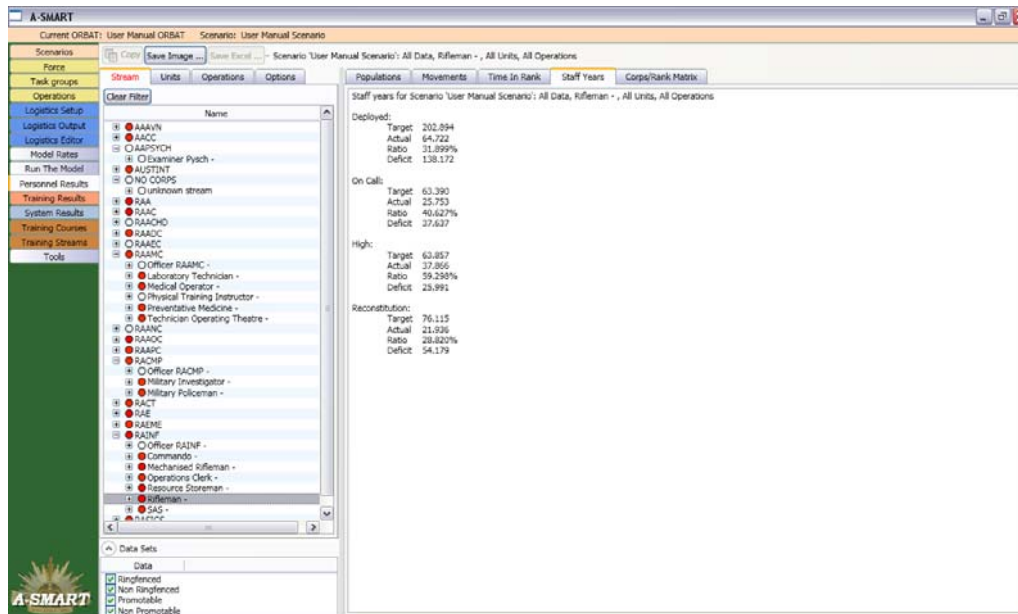 A-SMART
Current ORBAT: User Manual ORBAT Scenario: User Manual Scenario
Scenarios
Force
Task groups
Operations
Logistics Setup
Logistics Output
Logistics Editor
Model Rates
Run The Model
Personnel Results
Training Results
System Results
Training Courses
Training Streams
Tools
Copy Save Image ... Save Excel ... - Scenario 'User Manual Scenario': All Data, Rifleman - , All Units, All Operations
Stream Units Operations Options
Clear Filter
Name
AAAVN
AACC
AAPSYCH
Examiner Pysch -
AUSTINT
NO CORPS
unknown stream
RAA
RAAC
RAACHD
RAADC
RAAEC
RAAMC
Officer RAAMC -
Laboratory Technician -
Medical Operator -
Physical Training Instructor -
Preventative Medicine -
Technician Operating Theatre -
RAANC
RAAOC
RAAPC
RACMP
Officer RACMP -
Military Investigator -
Military Policeman -
RACT
RAE
RAEME
RAINF
Officer RAINF -
Commando -
Mechanised Rifleman -
Operations Clerk -
Resource Storeman -
Rifleman -
SAS -
RASIGS
Data Sets
Data
Ringfenced
Non Ringfenced
Promotable
Non Promotable
Populations Movements Time In Rank Staff Years Corps/Rank Matrix
Staff years for Scenario 'User Manual Scenario': All Data, Rifleman - , All Units, All Operations
Deployed:
Target 202.894
Actual 64.722
Ratio 31.899%
Deficit 138.172
On Call:
Target 63.390
Actual 25.753
Ratio 40.627%
Deficit 37.637
High:
Target 63.857
Actual 37.866
Ratio 59.298%
Deficit 25.991
Reconstitution:
Target 76.115
Actual 21.936
Ratio 28.820%
Deficit 54.179
A-SMART